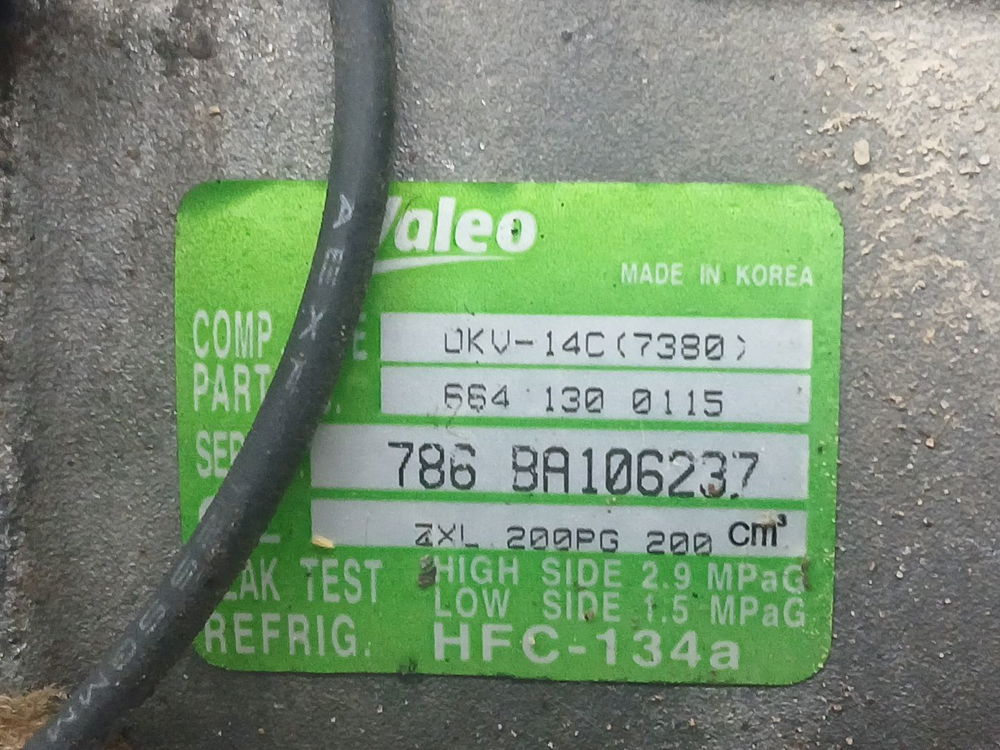 Valeo
MADE IN KOREA
COMP DKV-14C(7380)
PART 664 130 0115
786 BA106237
ZXL 200PG 200 cm³
TEST HIGH SIDE 2.9 MPaG
LOW SIDE 1.5 MPaG
REFRIG. HFC-134a
AEX